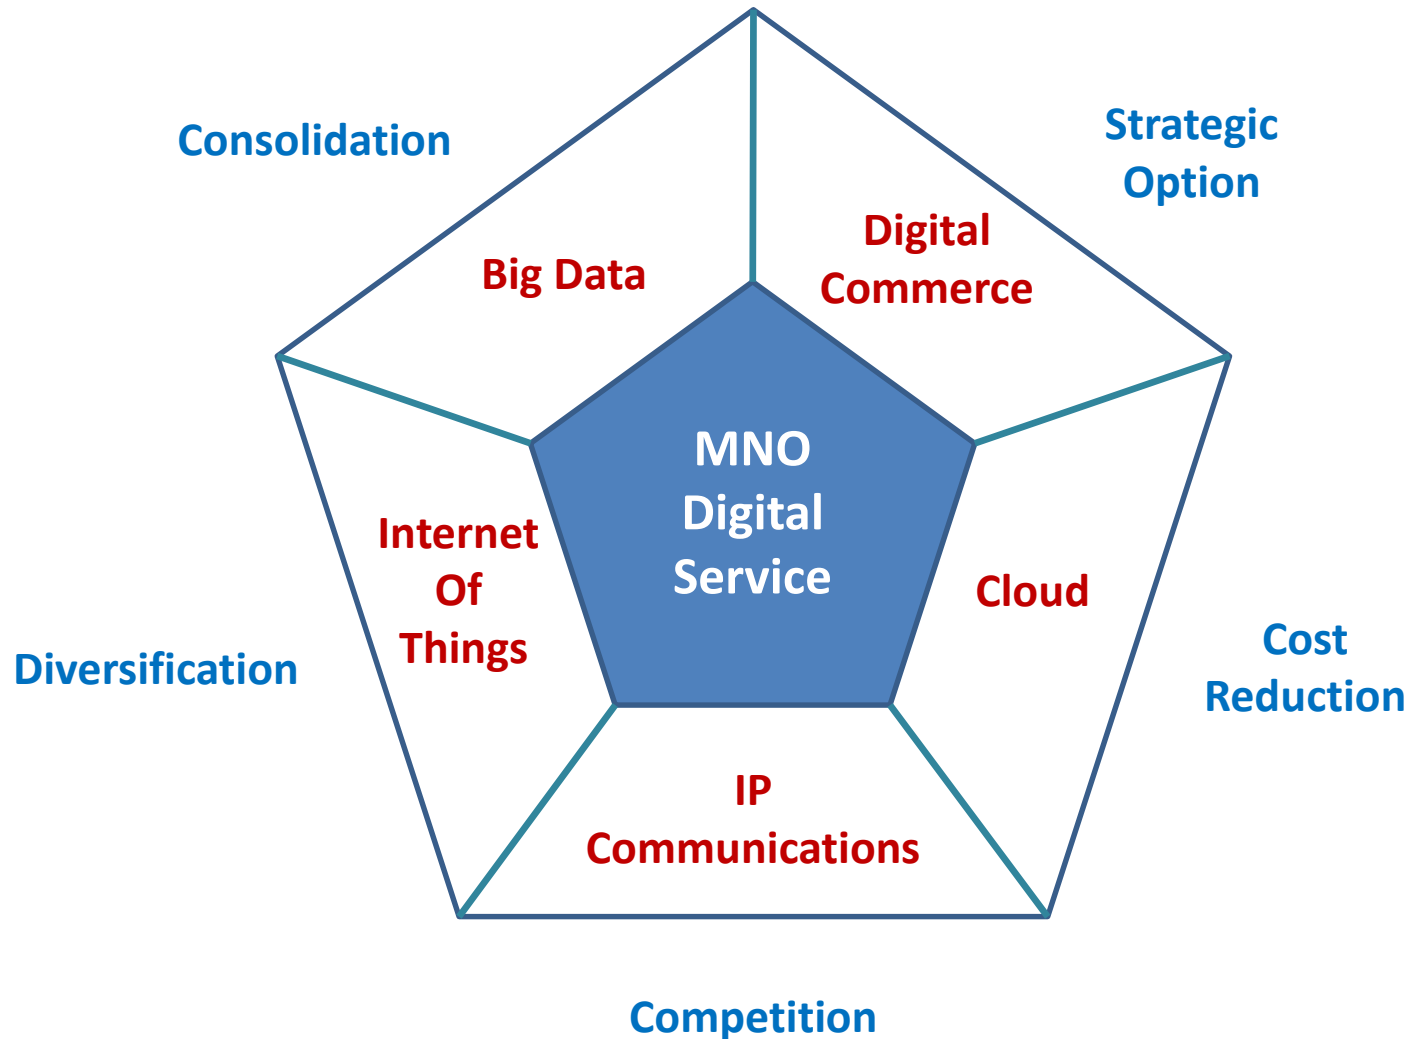 Consolidation
Strategic
Option
Big Data
Digital
Commerce
MNO
Digital
Service
Internet
Of
Things
Cloud
Diversification
Cost
Reduction
IP
Communications
Competition